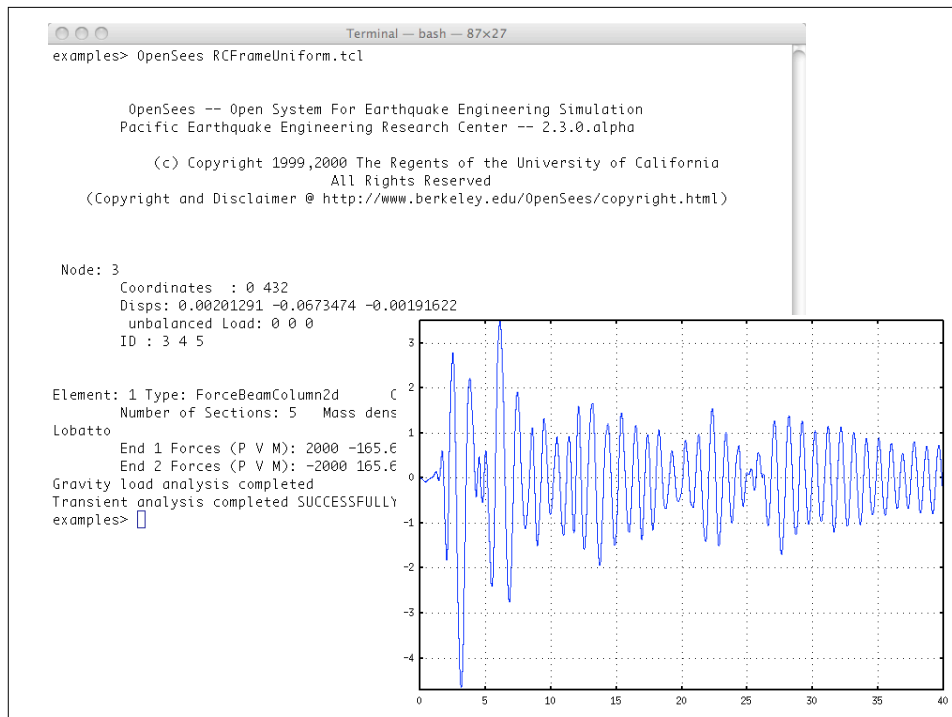 Terminal — bash — 87×27
examples> OpenSees RCFrameUniform.tcl
OpenSees -- Open System For Earthquake Engineering Simulation
Pacific Earthquake Engineering Research Center -- 2.3.0.alpha
(c) Copyright 1999,2000 The Regents of the University of California
All Rights Reserved
(Copyright and Disclaimer @ http://www.berkeley.edu/OpenSees/copyright.html)
Node: 3
Coordinates : 0 432
Disps: 0.00201291 -0.0673474 -0.00191622
unbalanced Load: 0 0 0
ID : 3 4 5
Element: 1 Type: ForceBeamColumn2d
Number of Sections: 5 Mass dens
Lobatto
End 1 Forces (P V M): 2000 -165.6
End 2 Forces (P V M): -2000 165.6
Gravity load analysis completed
Transient analysis completed SUCCESSFULLY
examples>
3
2
1
0
-1
-2
-3
-4
0 5 10 15 20 25 30 35 40